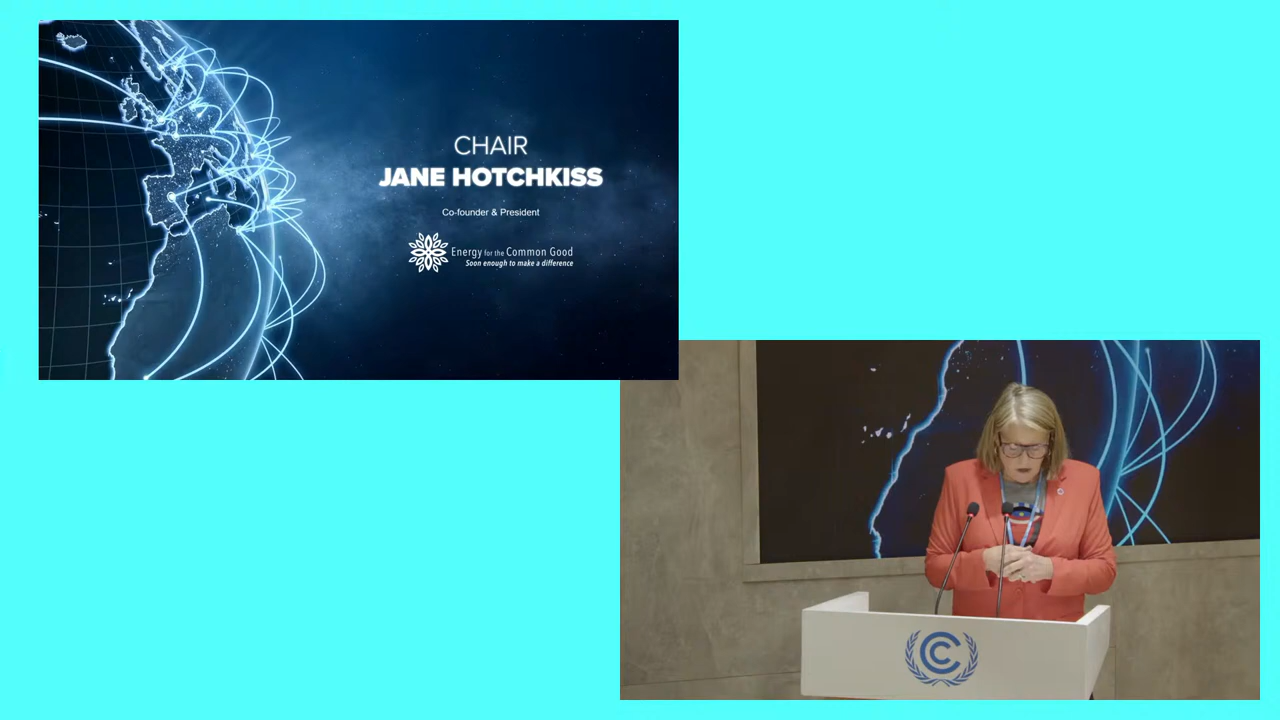 CHAIR
JANE HOTCHKISS
Co-founder & President
Energy for the Common Good
Soon enough to make a difference